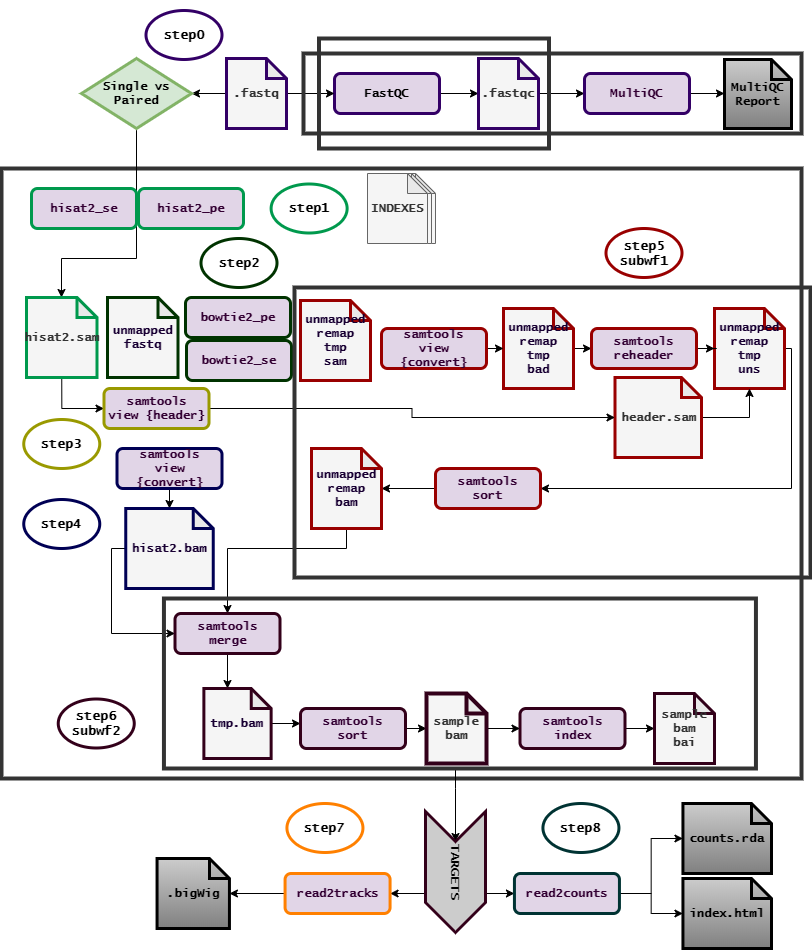 step0
Single vs
Paired
.fastq
FastQC
.fastqc
MultiQC
MultiQC
Report
hisat2_se
hisat2_pe
step1
INDEXES
step2
step5
subwf1
hisat2.sam
unmapped
fastq
bowtie2_pe
bowtie2_se
unmapped
remap
tmp
sam
samtools
view
{convert}
unmapped
remap
tmp
bad
samtools
reheader
unmapped
remap
tmp
uns
samtools
view {header}
header.sam
step3
samtools
view
{convert}
unmapped
remap
bam
samtools
sort
step4
hisat2.bam
samtools
merge
step6
subwf2
tmp.bam
samtools
sort
sample
bam
samtools
index
sample
bam
bai
step7
step8
TARGETS
counts.rda
.bigWig
read2tracks
read2counts
index.html